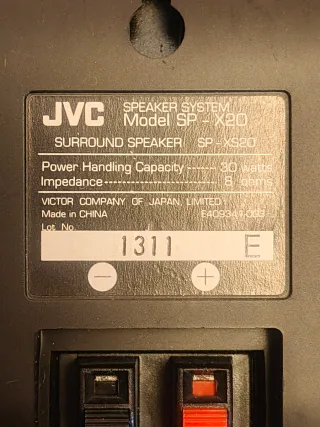 JVC SPEAKER SYSTEM
Model SP - X20
SURROUND SPEAKER SP - XS20
Power Handling Capacity ------ 30 watts
Impedance -------------------- 8 ohms
VICTOR COMPANY OF JAPAN, LIMITED
Made in CHINA E409341-003
Lot No.
1311 E
− +